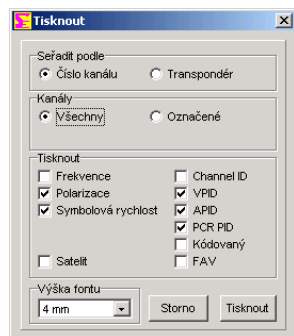 Tisknout
Seřadit podle
Číslo kanálu Transpondér
Kanály
Všechny Označené
Tisknout
Frekvence Channel ID
Polarizace VPID
Symbolová rychlost APID
PCR PID
Kódovaný
Satelit FAV
Výška fontu
4 mm Storno Tisknout